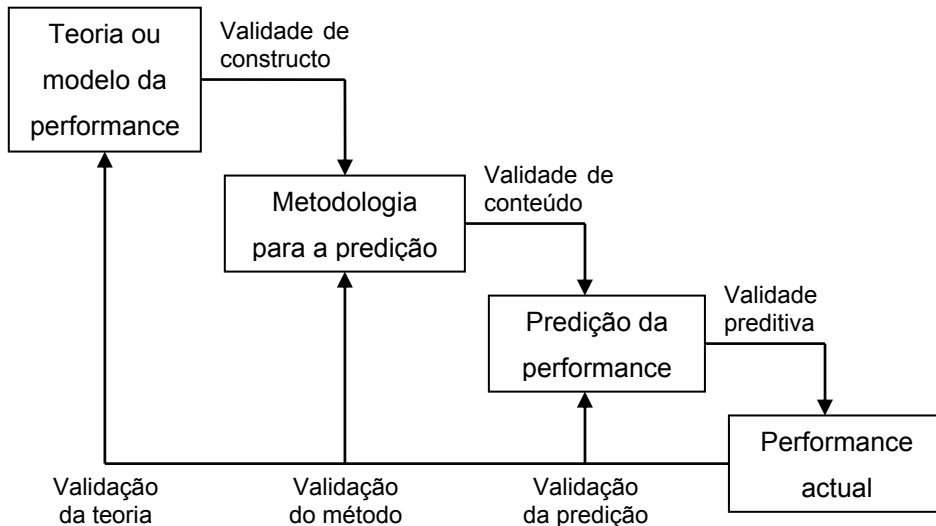 Teoria ou
modelo da
performance
Validade de
constructo
Metodologia
para a predição
Validade de
conteúdo
Predição da
performance
Validade
preditiva
Performance
actual
Validação
da teoria
Validação
do método
Validação
da predição